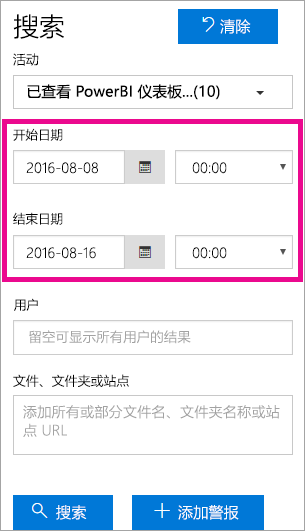 搜索
清除
活动
已查看 PowerBI 仪表板...(10)
开始日期
2016-08-08
00:00
结束日期
2016-08-16
00:00
用户
留空可显示所有用户的结果
文件、文件夹或站点
添加所有或部分文件名、文件夹名称或站
点 URL
搜索
添加警报